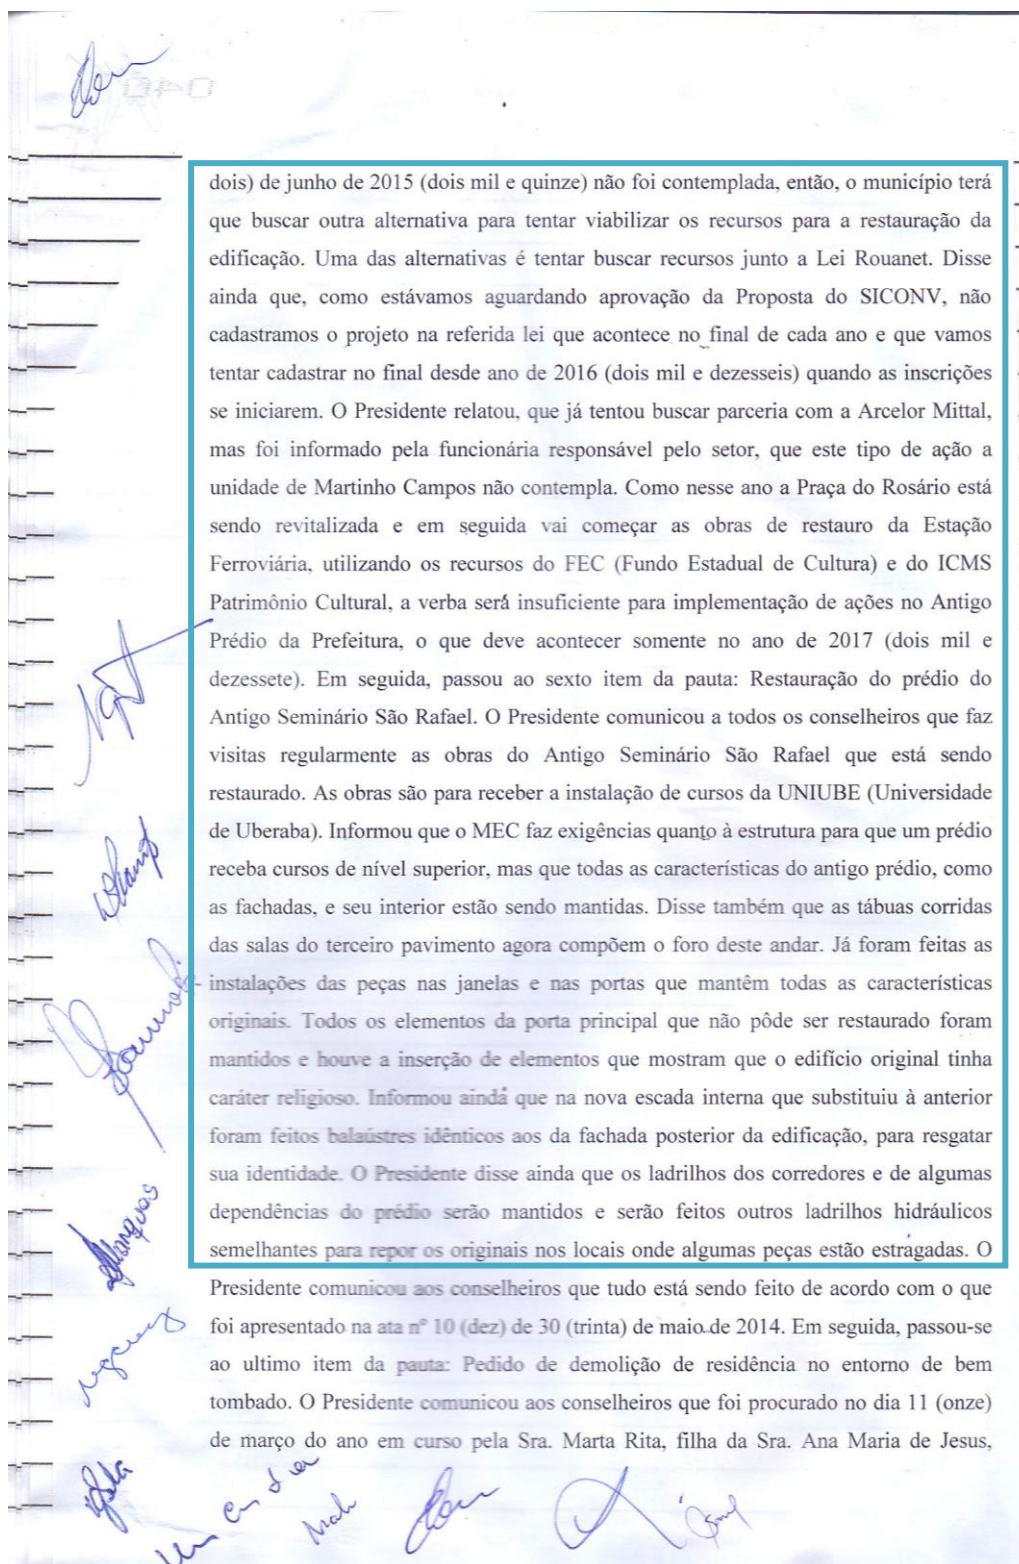 dois) de junho de 2015 (dois mil e quinze) não foi contemplada, então, o município terá
que buscar outra alternativa para tentar viabilizar os recursos para a restauração da
edificação. Uma das alternativas é tentar buscar recursos junto a Lei Rouanet. Disse
ainda que, como estávamos aguardando aprovação da Proposta do SICONV, não
cadastramos o projeto na referida lei que acontece no final de cada ano e que vamos
tentar cadastrar no final desde ano de 2016 (dois mil e dezesseis) quando as inscrições
se iniciarem. O Presidente relatou, que já tentou buscar parceria com a Arcelor Mittal,
mas foi informado pela funcionária responsável pelo setor, que este tipo de ação a
unidade de Martinho Campos não contempla. Como nesse ano a Praça do Rosário está
sendo revitalizada e em seguida vai começar as obras de restauro da Estação
Ferroviária, utilizando os recursos do FEC (Fundo Estadual de Cultura) e do ICMS
Patrimônio Cultural, a verba será insuficiente para implementação de ações no Antigo
Prédio da Prefeitura, o que deve acontecer somente no ano de 2017 (dois mil e
dezessete). Em seguida, passou ao sexto item da pauta: Restauração do prédio do
Antigo Seminário São Rafael. O Presidente comunicou a todos os conselheiros que faz
visitas regularmente as obras do Antigo Seminário São Rafael que está sendo
restaurado. As obras são para receber a instalação de cursos da UNIUBE (Universidade
de Uberaba). Informou que o MEC faz exigências quanto à estrutura para que um prédio
receba cursos de nível superior, mas que todas as características do antigo prédio, como
as fachadas, e seu interior estão sendo mantidas. Disse também que as tábuas corridas
das salas do terceiro pavimento agora compõem o foro deste andar. Já foram feitas as
instalações das peças nas janelas e nas portas que mantêm todas as características
originais. Todos os elementos da porta principal que não pôde ser restaurado foram
mantidos e houve a inserção de elementos que mostram que o edifício original tinha
caráter religioso. Informou ainda que na nova escada interna que substituiu à anterior
foram feitos balaústres idênticos aos da fachada posterior da edificação, para resgatar
sua identidade. O Presidente disse ainda que os ladrilhos dos corredores e de algumas
dependências do prédio serão mantidos e serão feitos outros ladrilhos hidráulicos
semelhantes para repor os originais nos locais onde algumas peças estão estragadas. O
Presidente comunicou aos conselheiros que tudo está sendo feito de acordo com o que
foi apresentado na ata nº 10 (dez) de 30 (trinta) de maio de 2014. Em seguida, passou-se
ao ultimo item da pauta: Pedido de demolição de residência no entorno de bem
tombado. O Presidente comunicou aos conselheiros que foi procurado no dia 11 (onze)
de março do ano em curso pela Sra. Marta Rita, filha da Sra. Ana Maria de Jesus,